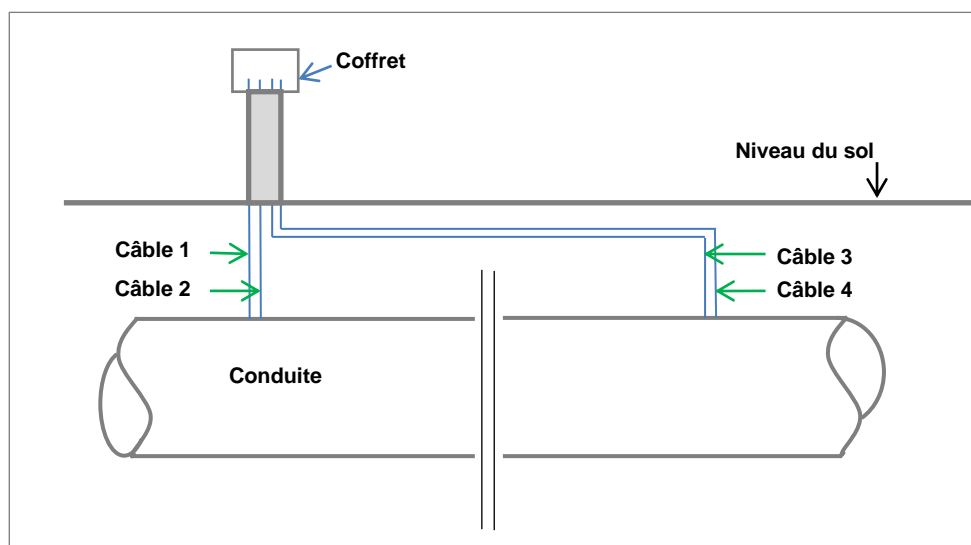 Coffret
Niveau du sol
Câble 1
Câble 3
Câble 2
Câble 4
Conduite